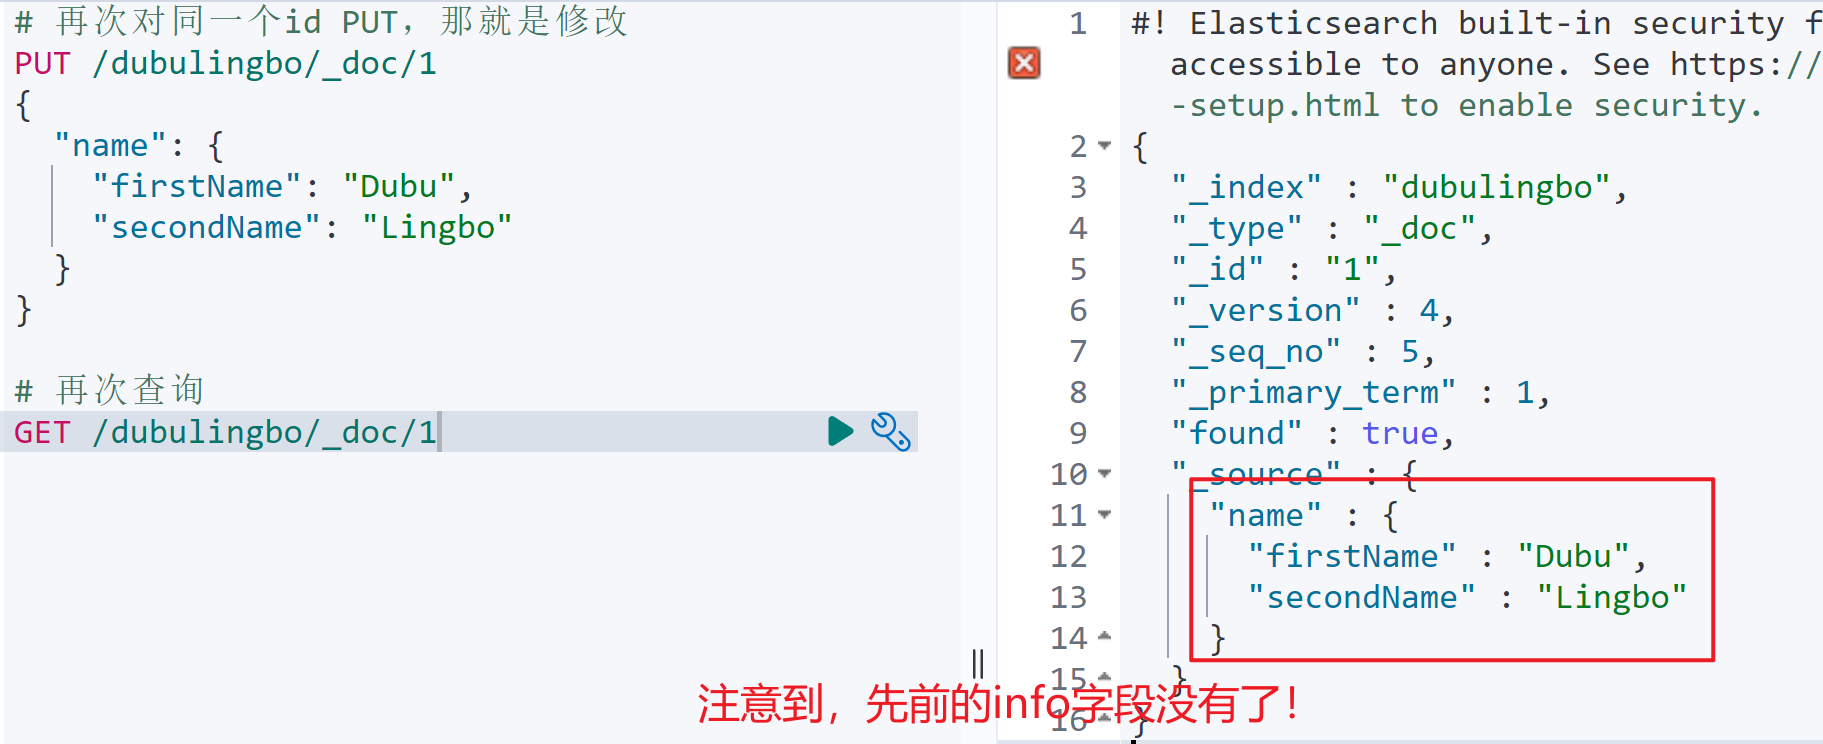 # 再次对同一个id PUT，那就是修改
PUT /dubulingbo/_doc/1
{
"name": {
"firstName": "Dubu",
"secondName": "Lingbo"
}
}
# 再次查询
GET /dubulingbo/_doc/1
1 #! Elasticsearch built-in security f
accessible to anyone. See https://
-setup.html to enable security.
2 {
3 "_index" : "dubulingbo",
4 "_type" : "_doc",
5 "_id" : "1",
6 "_version" : 4,
7 "_seq_no" : 5,
8 "_primary_term" : 1,
9 "found" : true,
10 "_source" : {
11 "name" : {
12 "firstName" : "Dubu",
13 "secondName" : "Lingbo"
14 }
15 }
16 }
注意到，先前的info字段没有了！